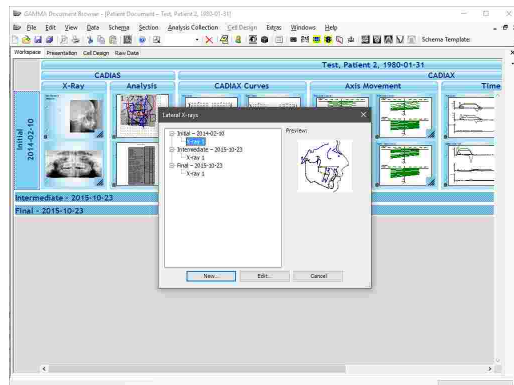 GAMMA Document Browser - [Patient Document - Test, Patient 2, 1980-01-31]
File Edit View Data Schema Section Analysis Collection Cell Design Extras Windows Help
Schema Template:
Workspace Presentation Cell Design Raw Data
Test, Patient 2, 1980-01-31
CADIAS CADIAX
X-Ray Analysis CADIAX Curves Axis Movement Time
Initial
2014-02-10
Lateral X-rays
Initial - 2014-02-10
X-ray 1
Intermediate - 2015-10-23
X-ray 1
Final - 2015-10-23
X-ray 1
Preview:
New... Edit... Cancel
Intermediate - 2015-10-23
Final - 2015-10-23